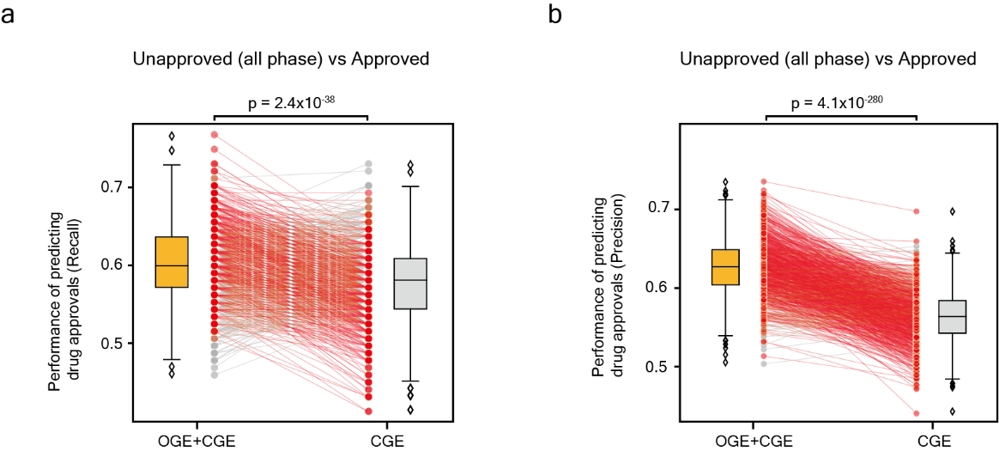 a
Unapproved (all phase) vs Approved
p = 2.4x10-38
0.7
0.6
0.5
Performance of predicting
drug approvals (Recall)
OGE+CGE
CGE
b
Unapproved (all phase) vs Approved
p = 4.1x10-280
0.7
0.6
0.5
Performance of predicting
drug approvals (Precision)
OGE+CGE
CGE